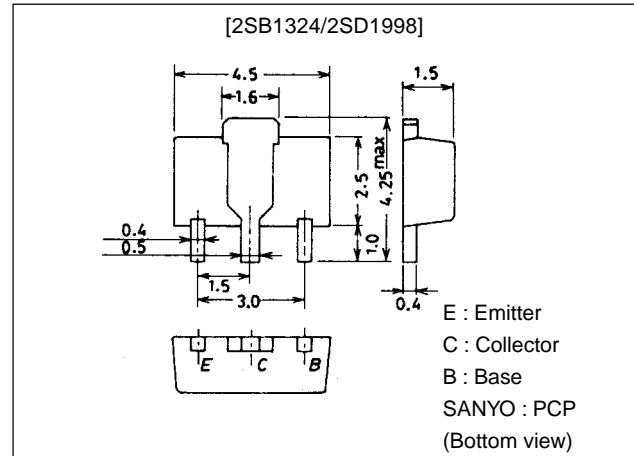 [2SB1324/2SD1998]
4.5
1.6
1.5
2.5
4.25max
1.0
0.4
0.5
1.5
3.0
0.4
E C B
E : Emitter
C : Collector
B : Base
SANYO : PCP
(Bottom view)